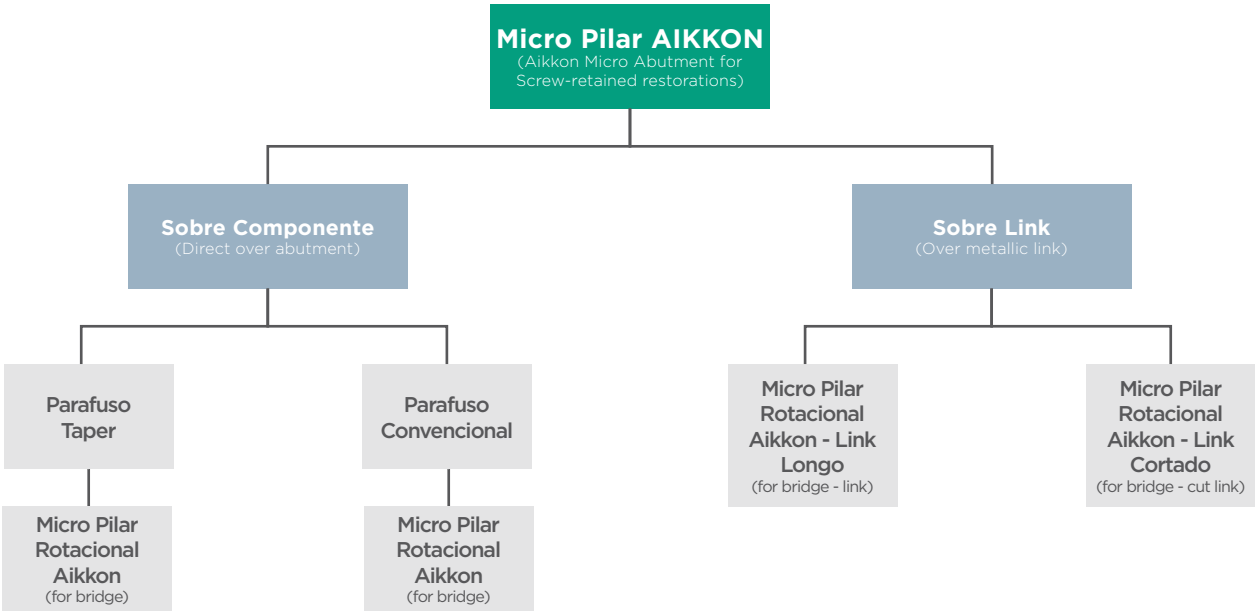 Micro Pilar AIKKON
(Aikkon Micro Abutment for
Screw-retained restorations)
Sobre Componente
(Direct over abutment)
Sobre Link
(Over metallic link)
Parafuso
Taper
Parafuso
Convencional
Micro Pilar
Rotacional
Aikkon - Link
Longo
(for bridge - link)
Micro Pilar
Rotacional
Aikkon - Link
Cortado
(for bridge - cut link)
Micro Pilar
Rotacional
Aikkon
(for bridge)
Micro Pilar
Rotacional
Aikkon
(for bridge)